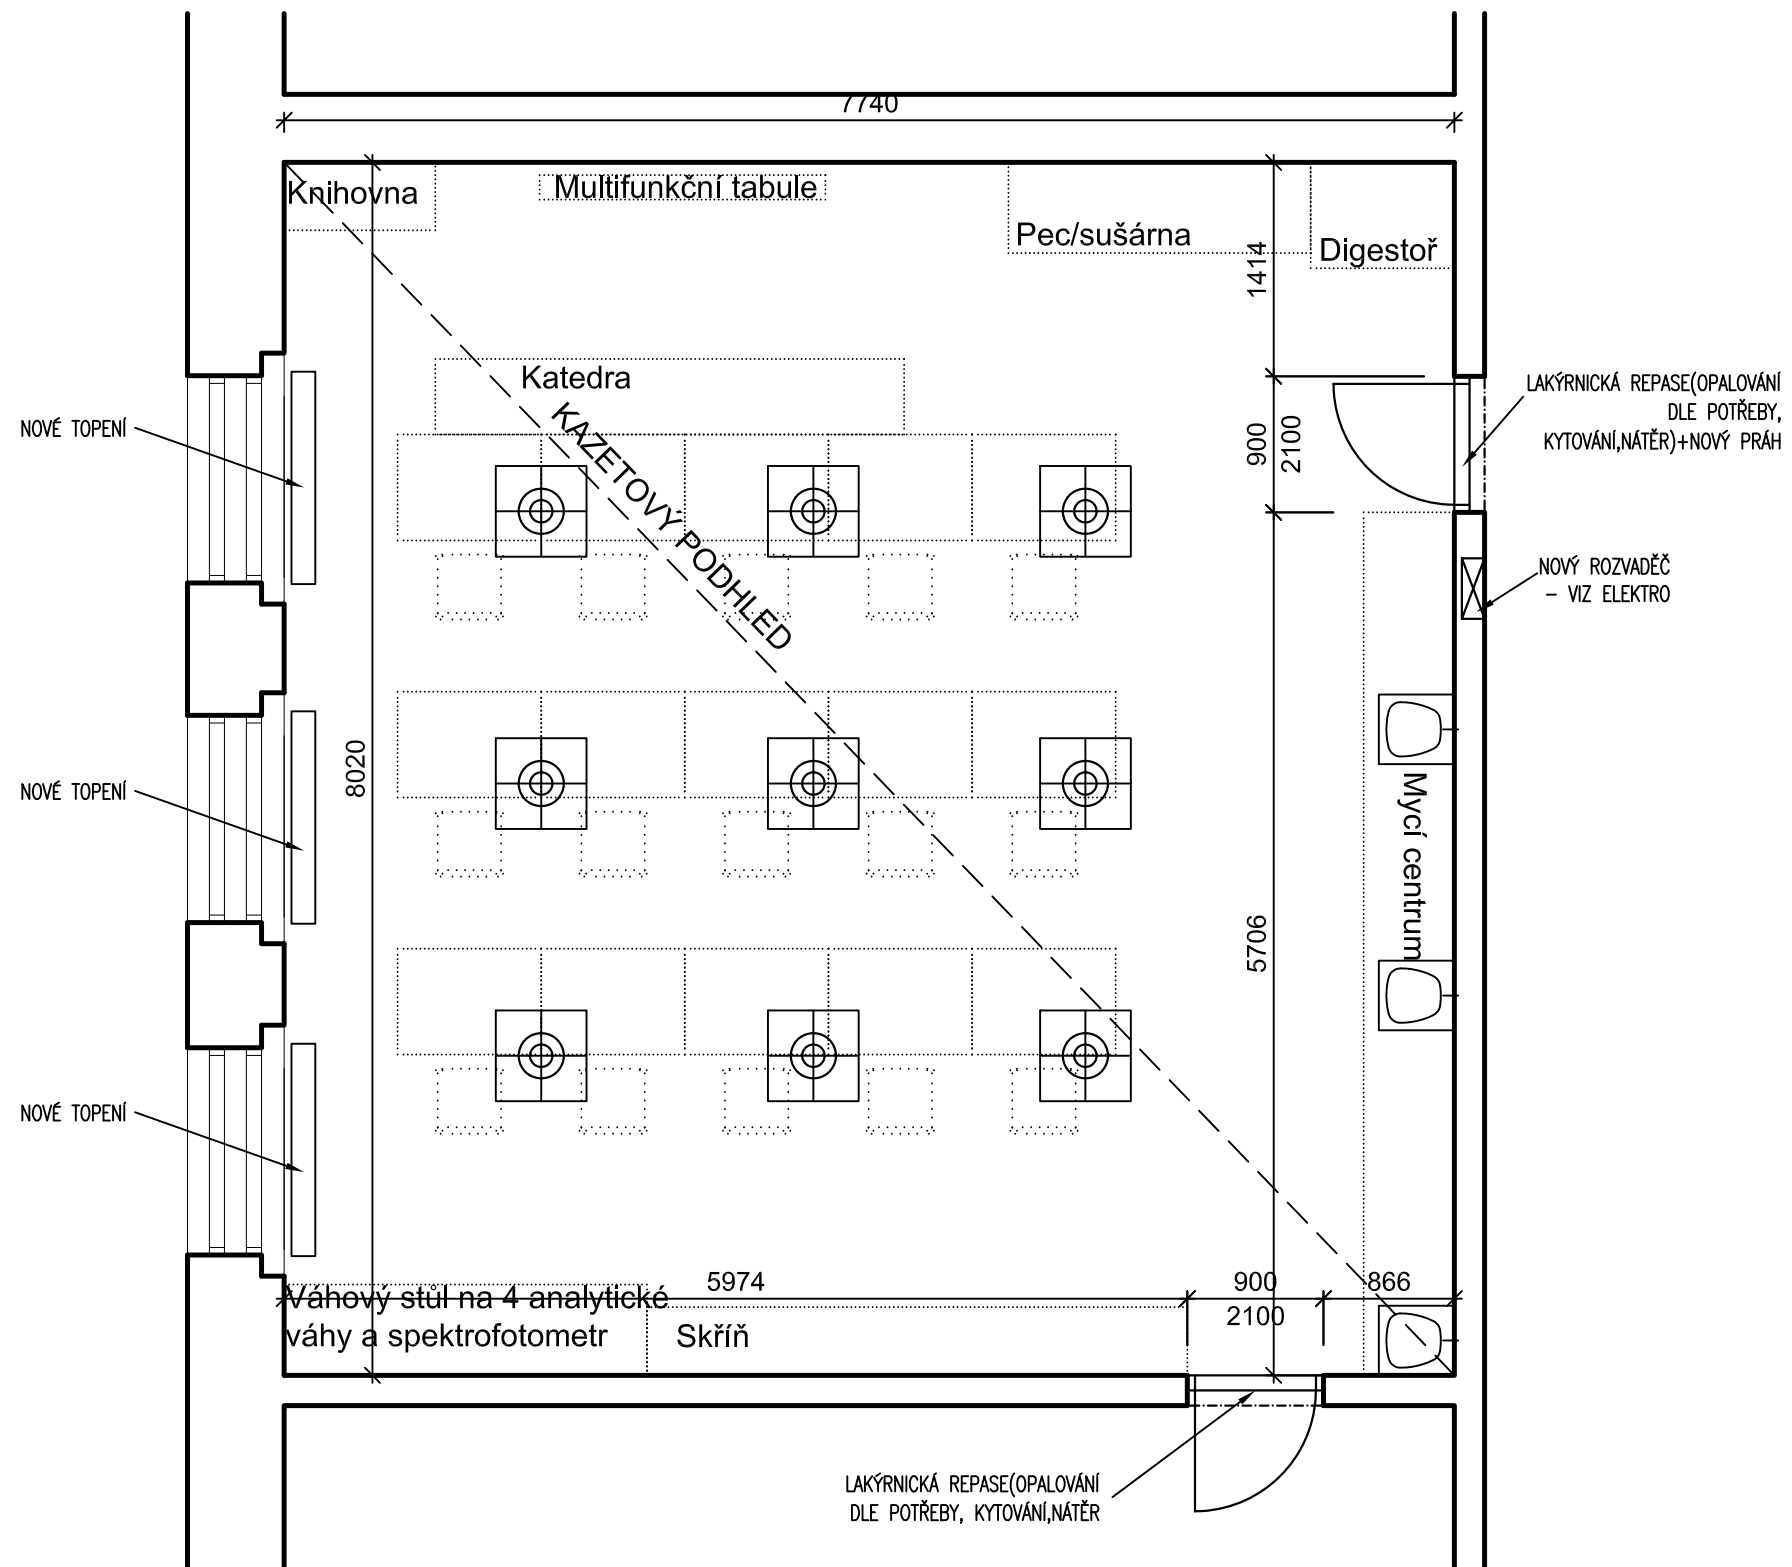 7740
Knihovna
Multifunkční tabule
Pec/sušárna
Digestoř
1414
Katedra
LAKÝRNICKÁ REPASE(OPALOVÁNÍ
DLE POTŘEBY,
KYTOVÁNÍ,NÁTĚR)+NOVÝ PRÁH
NOVÉ TOPENÍ
KAZETOVÝ PODHLED
900
2100
NOVÝ ROZVADĚČ
– VIZ ELEKTRO
NOVÉ TOPENÍ
8020
Mycí centrum
5706
NOVÉ TOPENÍ
Váhový stůl na 4 analytické
váhy a spektrofotometr
5974
900
2100
866
Skříň
LAKÝRNICKÁ REPASE(OPALOVÁNÍ
DLE POTŘEBY, KYTOVÁNÍ,NÁTĚR